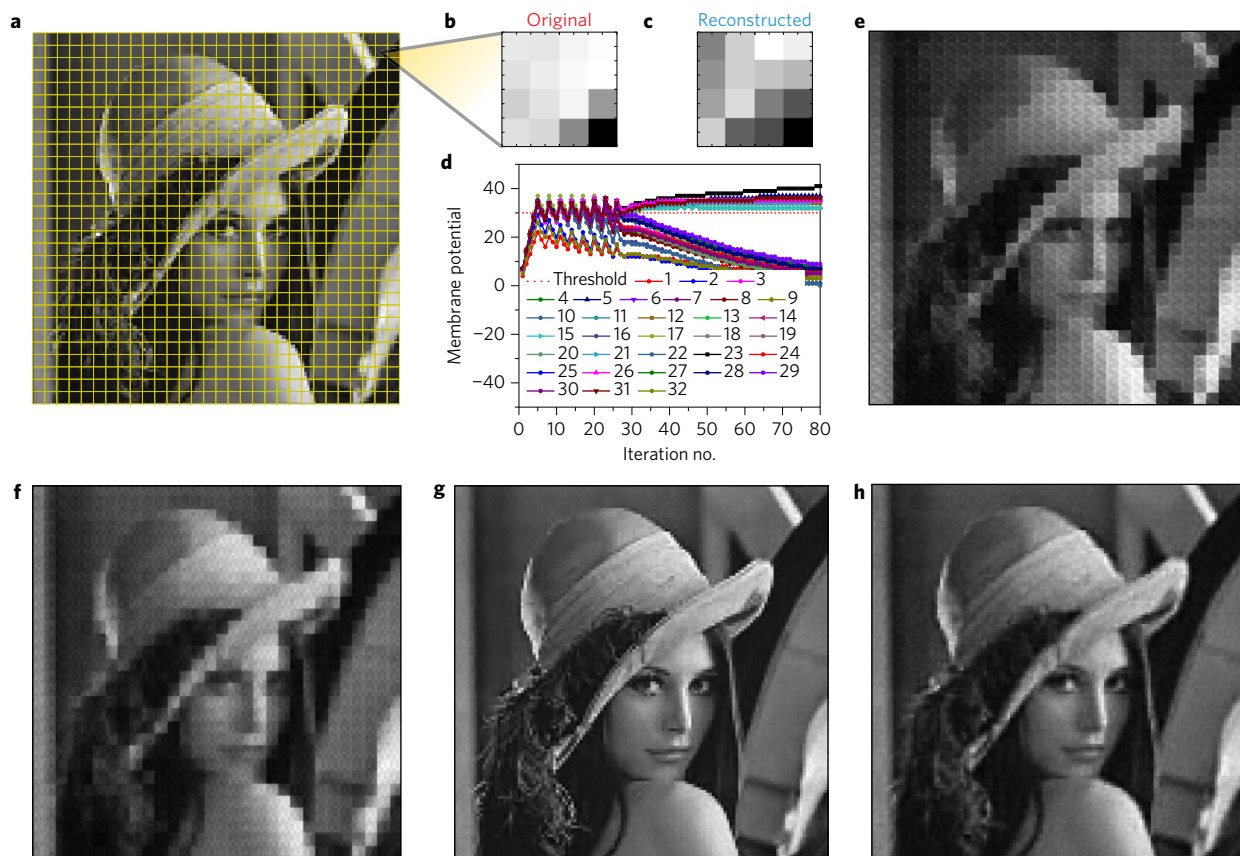 a
b
Original
c
Reconstructed
e
d
Membrane potential
40
20
0
−20
−40
Threshold 1 2 3
4 5 6 7 8 9
10 11 12 13 14
15 16 17 18 19
20 21 22 23 24
25 26 27 28 29
30 31 32
0 10 20 30 40 50 60 70 80
Iteration no.
f
g
h